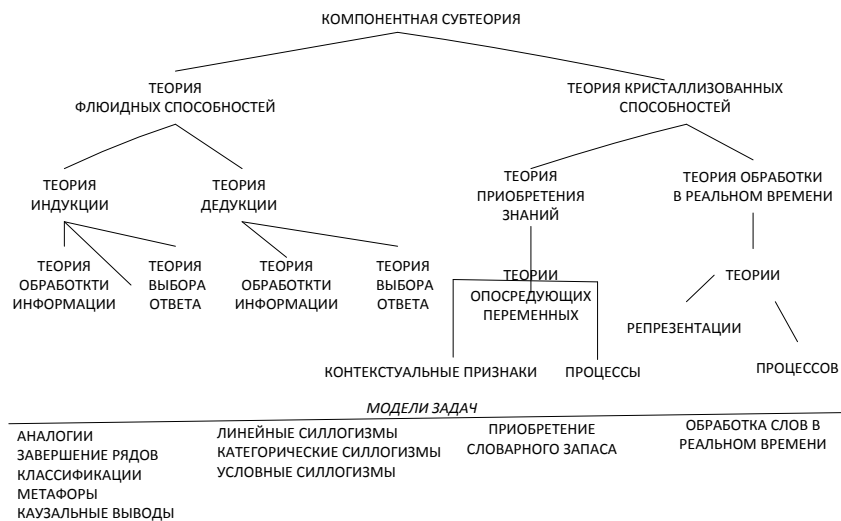 КОМПОНЕНТНАЯ СУБТЕОРИЯ
ТЕОРИЯ
ФЛЮИДНЫХ СПОСОБНОСТЕЙ
ТЕОРИЯ КРИСТАЛЛИЗОВАННЫХ
СПОСОБНОСТЕЙ
ТЕОРИЯ
ИНДУКЦИИ
ТЕОРИЯ
ДЕДУКЦИИ
ТЕОРИЯ
ПРИОБРЕТЕНИЯ
ЗНАНИЙ
ТЕОРИЯ ОБРАБОТКИ
В РЕАЛЬНОМ ВРЕМЕНИ
ТЕОРИЯ
ОБРАБОТКТИ
ИНФОРМАЦИИ
ТЕОРИЯ
ВЫБОРА
ОТВЕТА
ТЕОРИЯ
ОБРАБОТКТИ
ИНФОРМАЦИИ
ТЕОРИЯ
ВЫБОРА
ОТВЕТА
ТЕОРИИ
ОПОСРЕДУЮЩИХ
ПЕРЕМЕННЫХ
ТЕОРИИ
РЕПРЕЗЕНТАЦИИ
ПРОЦЕССОВ
КОНТЕКСТУАЛЬНЫЕ ПРИЗНАКИ
ПРОЦЕССЫ
МОДЕЛИ ЗАДАЧ
АНАЛОГИИ
ЗАВЕРШЕНИЕ РЯДОВ
КЛАССИФИКАЦИИ
МЕТАФОРЫ
КАУЗАЛЬНЫЕ ВЫВОДЫ
ЛИНЕЙНЫЕ СИЛЛОГИЗМЫ
КАТЕГОРИЧЕСКИЕ СИЛЛОГИЗМЫ
УСЛОВНЫЕ СИЛЛОГИЗМЫ
ПРИОБРЕТЕНИЕ
СЛОВАРНОГО ЗАПАСА
ОБРАБОТКА СЛОВ В
РЕАЛЬНОМ ВРЕМЕНИ